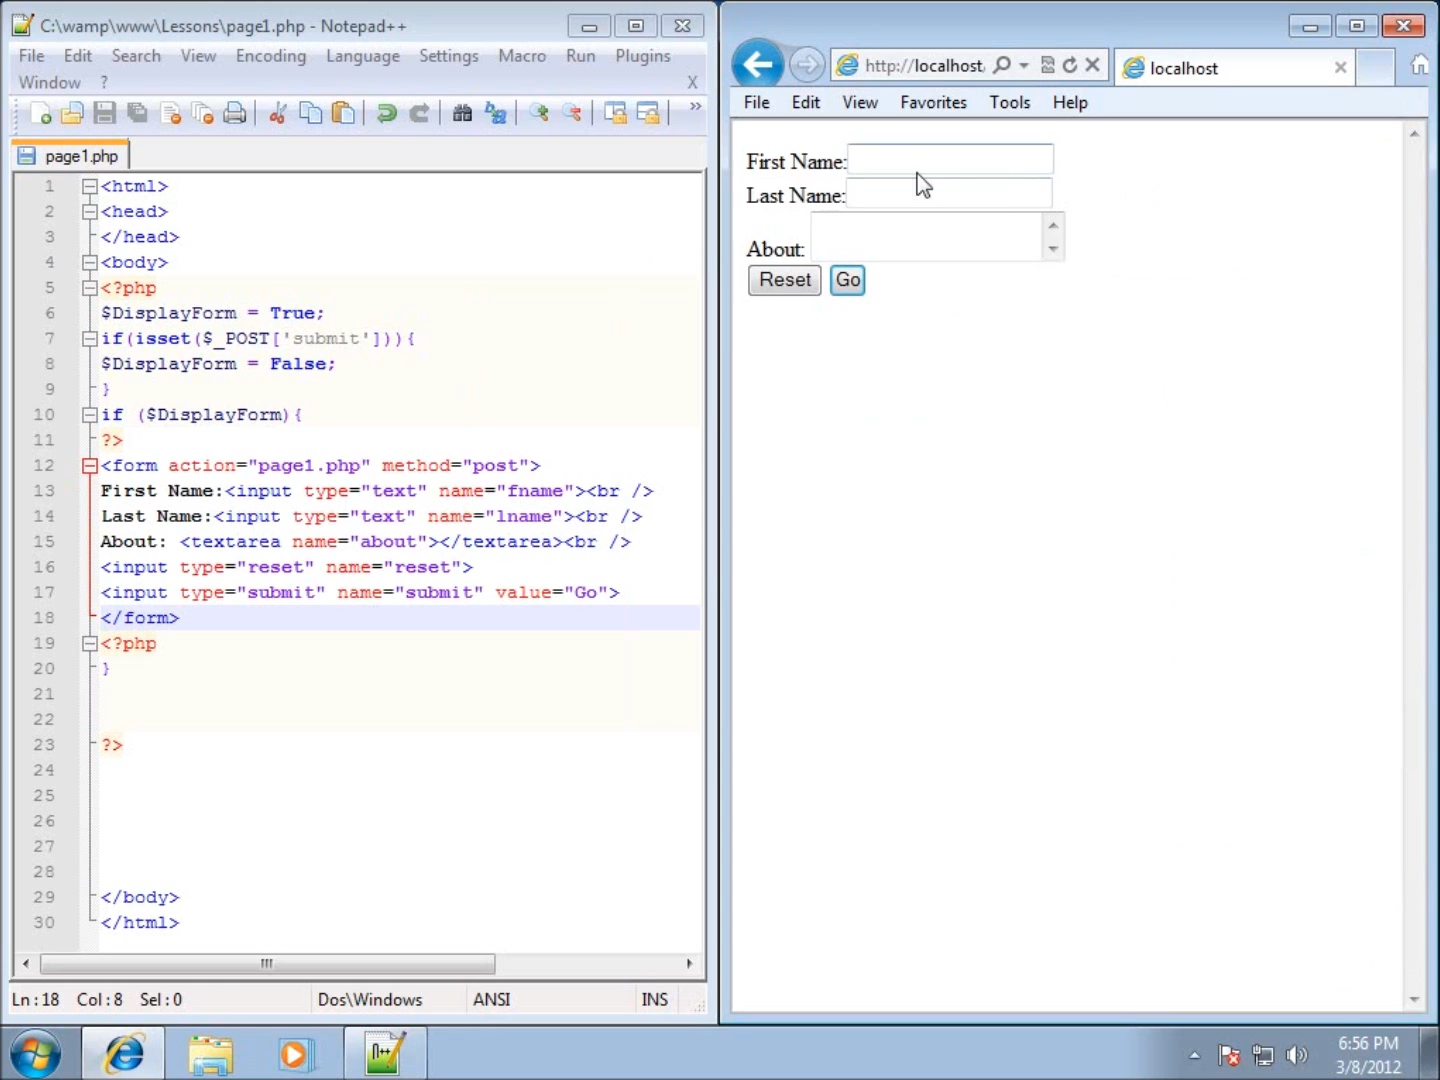 C:\wamp\www\Lessons\page1.php - Notepad++
File Edit Search View Encoding Language Settings Macro Run Plugins
Window ? X
page1.php
1 <html>
2 <head>
3 </head>
4 <body>
5 <?php
6 $DisplayForm = True;
7 if(isset($_POST['submit'])){
8 $DisplayForm = False;
9 }
10 if ($DisplayForm){
11 ?>
12 <form action="page1.php" method="post">
13 First Name:<input type="text" name="fname"><br />
14 Last Name:<input type="text" name="lname"><br />
15 About: <textarea name="about"></textarea><br />
16 <input type="reset" name="reset">
17 <input type="submit" name="submit" value="Go">
18 </form>
19 <?php
20 }
21
22
23 ?>
24
25
26
27
28
29 </body>
30 </html>
Ln:18 Col:8 Sel:0 Dos\Windows ANSI INS
http://localhost
localhost
File Edit View Favorites Tools Help
First Name:
Last Name:
About:
Reset Go
n++
6:56 PM
3/8/2012